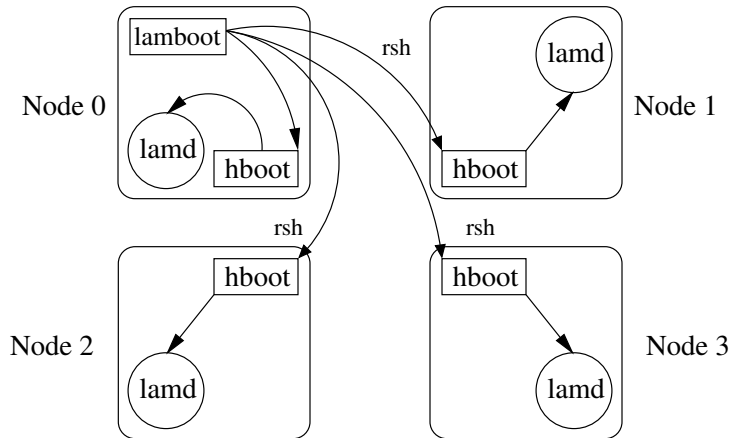 lamboot
rsh
lamd
Node 0
Node 1
lamd
hboot
hboot
rsh
rsh
hboot
hboot
Node 2
Node 3
lamd
lamd